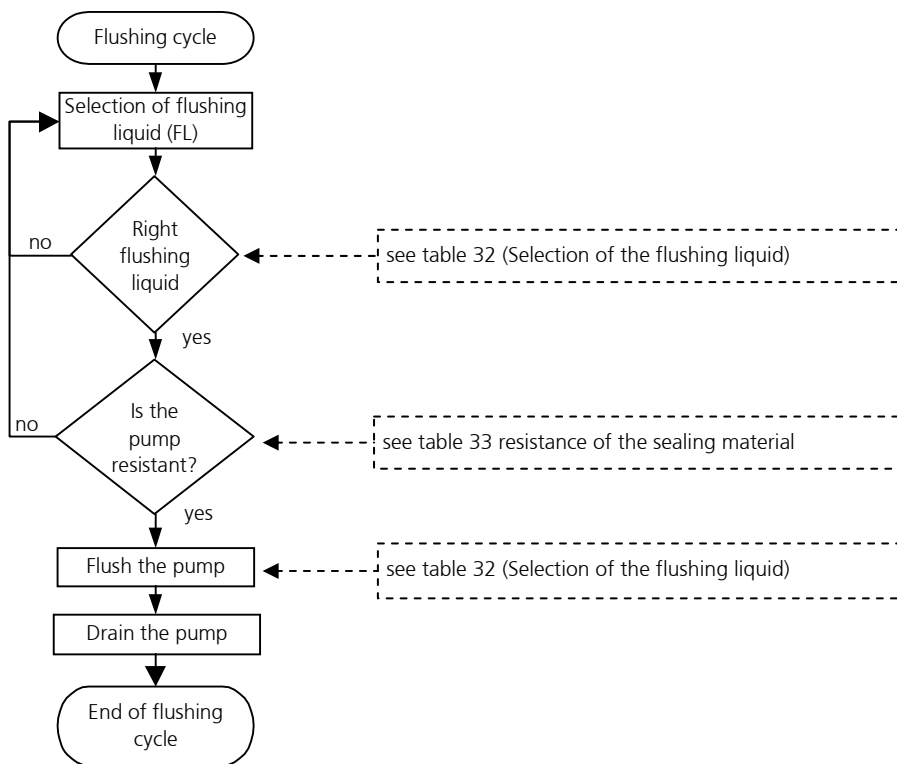 Flushing cycle
Selection of flushing
liquid (FL)
Right
flushing
liquid
no
see table 32 (Selection of the flushing liquid)
yes
Is the
pump
resistant?
no
see table 33 resistance of the sealing material
yes
Flush the pump
see table 32 (Selection of the flushing liquid)
Drain the pump
End of flushing
cycle